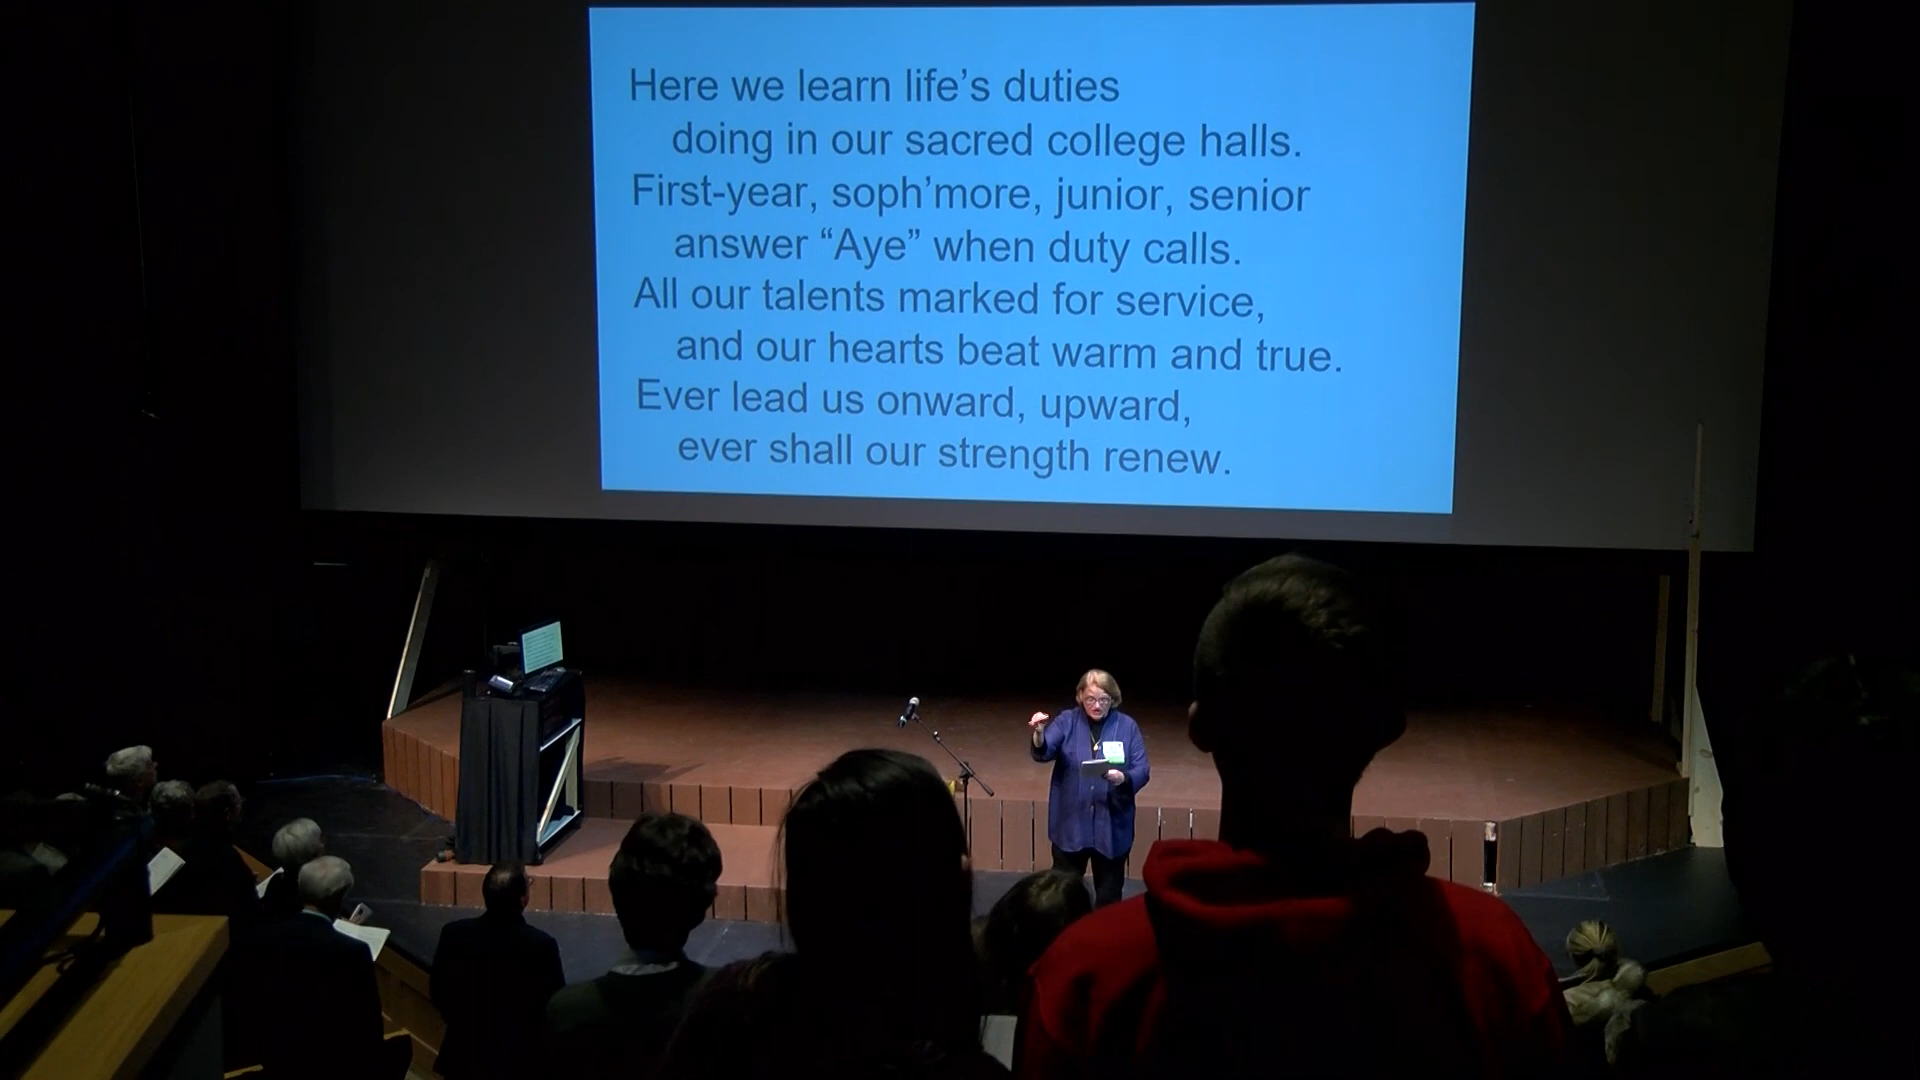 Here we learn life's duties
doing in our sacred college halls.
First-year, soph'more, junior, senior
answer “Aye” when duty calls.
All our talents marked for service,
and our hearts beat warm and true.
Ever lead us onward, upward,
ever shall our strength renew.